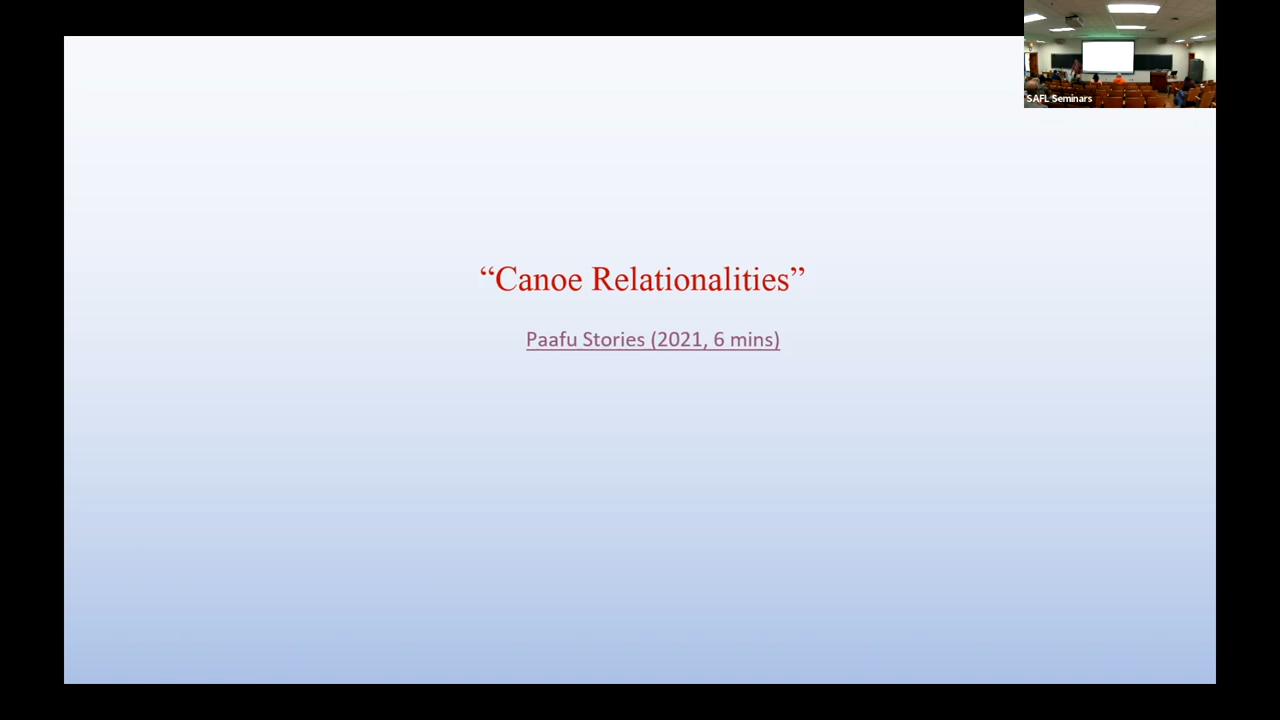 SAFL Seminars
“Canoe Relationalities”
Paafu Stories (2021, 6 mins)